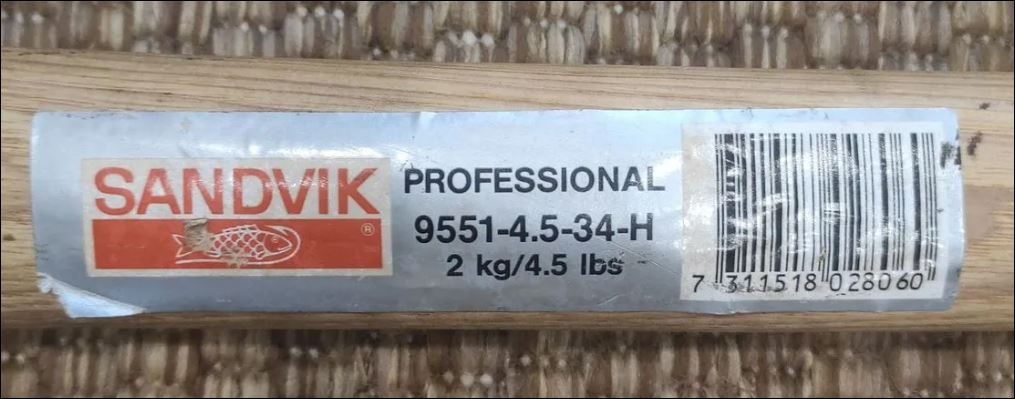 SANDVIK
®
PROFESSIONAL
9551-4.5-34-H
2 kg/4.5 lbs
7 311518 028060